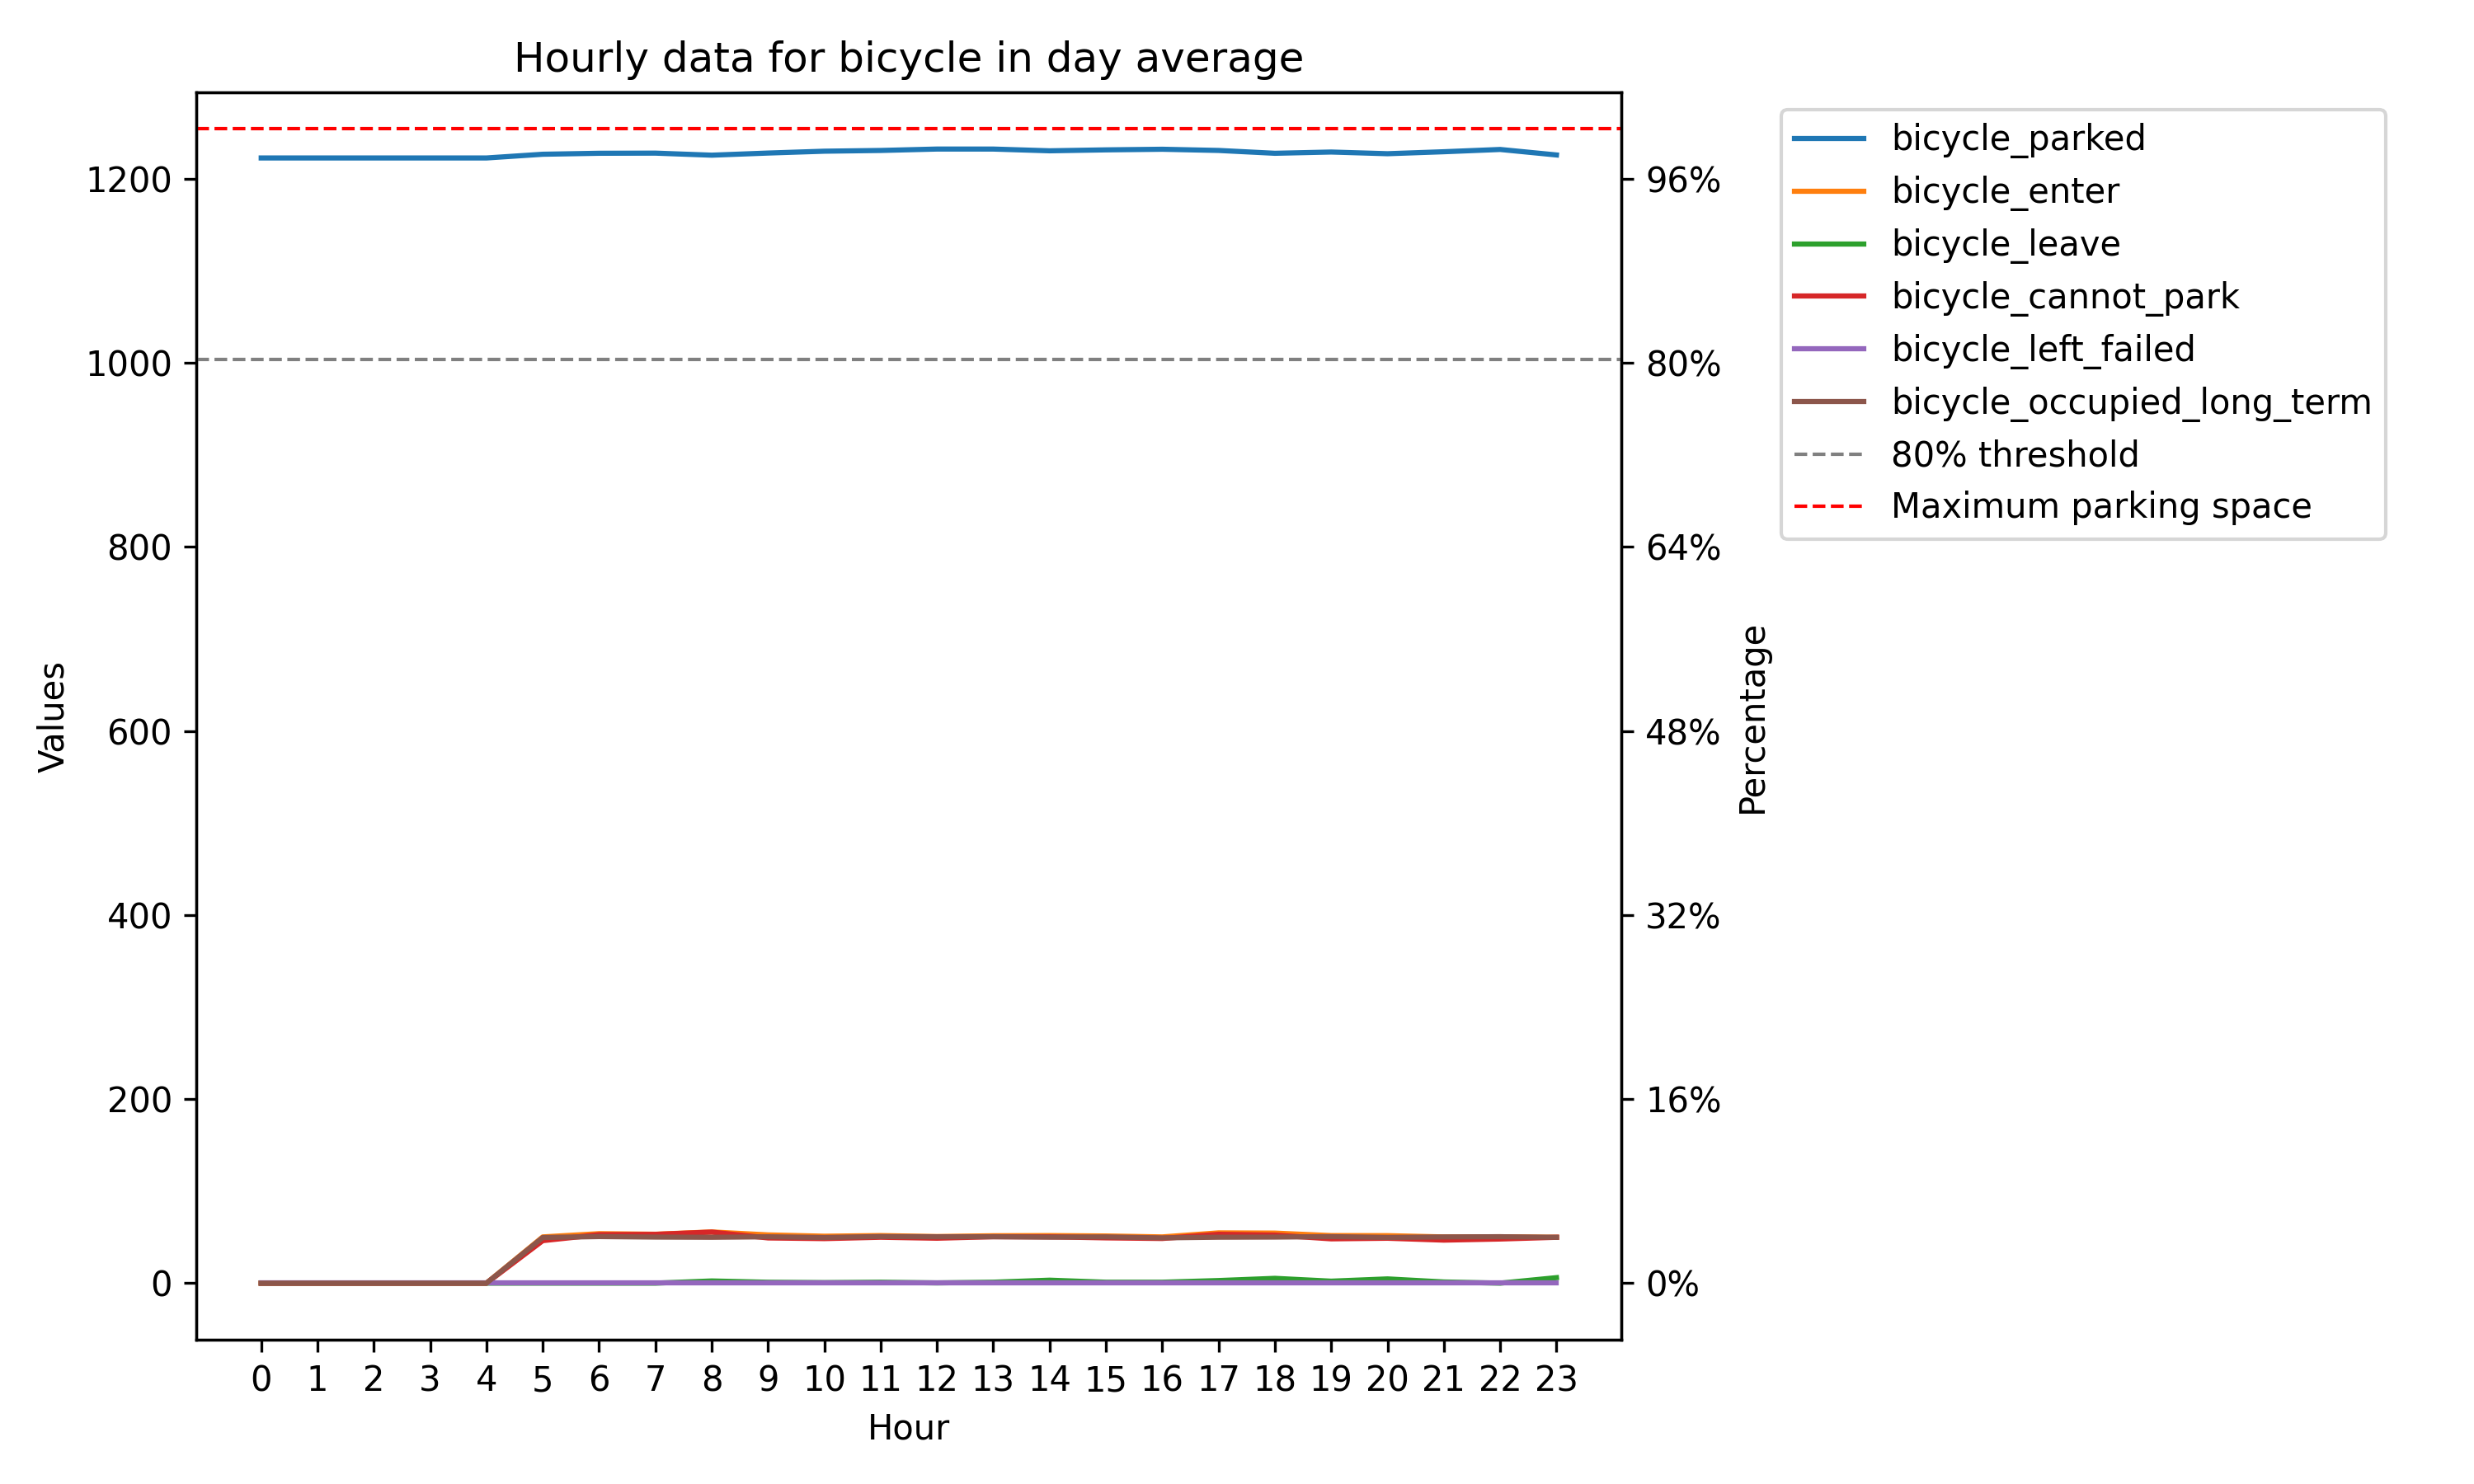 Hourly data for bicycle in day average
1200
1000
800
600
400
200
0
Values
96%
80%
64%
48%
32%
16%
0%
Percentage
0 1 2 3 4 5 6 7 8 9 10 11 12 13 14 15 16 17 18 19 20 21 22 23
Hour
bicycle_parked
bicycle_enter
bicycle_leave
bicycle_cannot_park
bicycle_left_failed
bicycle_occupied_long_term
80% threshold
Maximum parking space